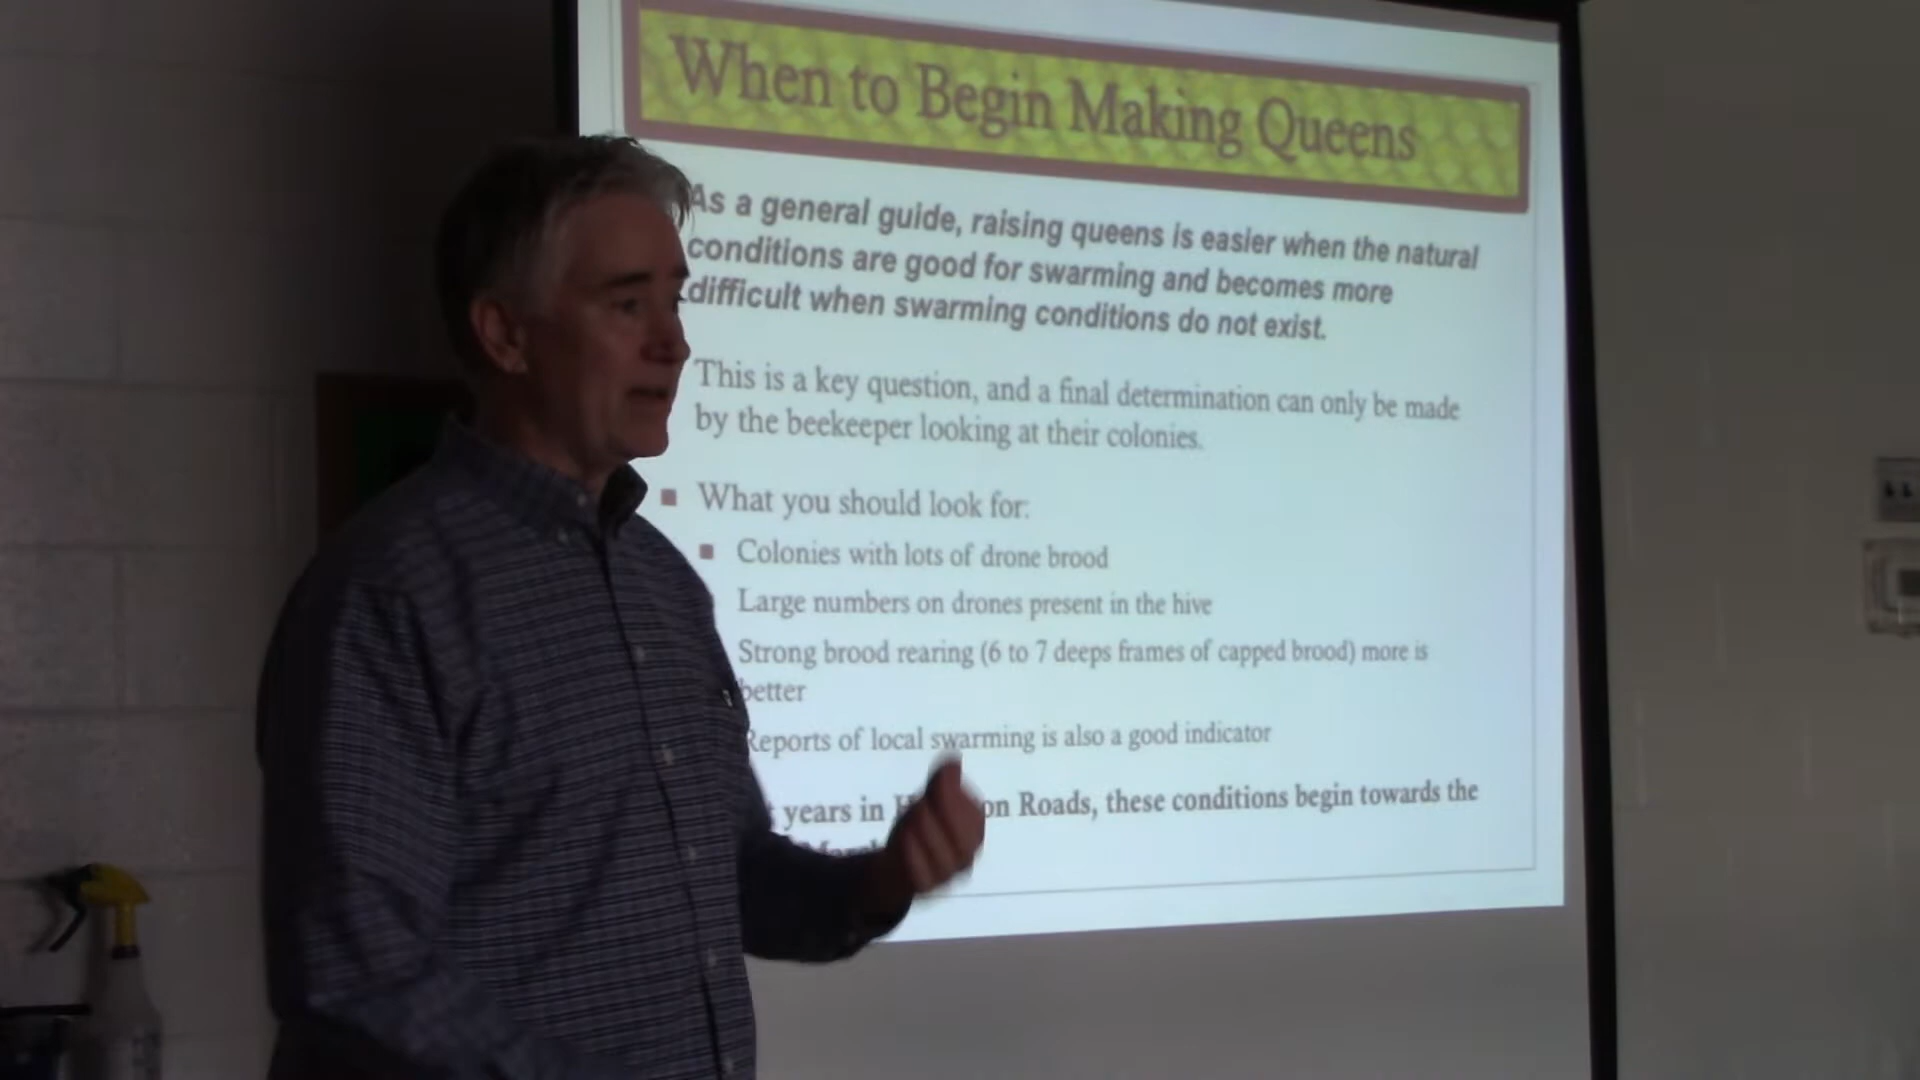 When to Begin Making Queens
As a general guide, raising queens is easier when the natural
conditions are good for swarming and becomes more
difficult when swarming conditions do not exist.
This is a key question, and a final determination can only be made
by the beekeeper looking at their colonies.
What you should look for:
Colonies with lots of drone brood
Large numbers on drones present in the hive
Strong brood rearing (6 to 7 deeps frames of capped brood) more is
better
Reports of local swarming is also a good indicator
years in Roads, these conditions begin towards the